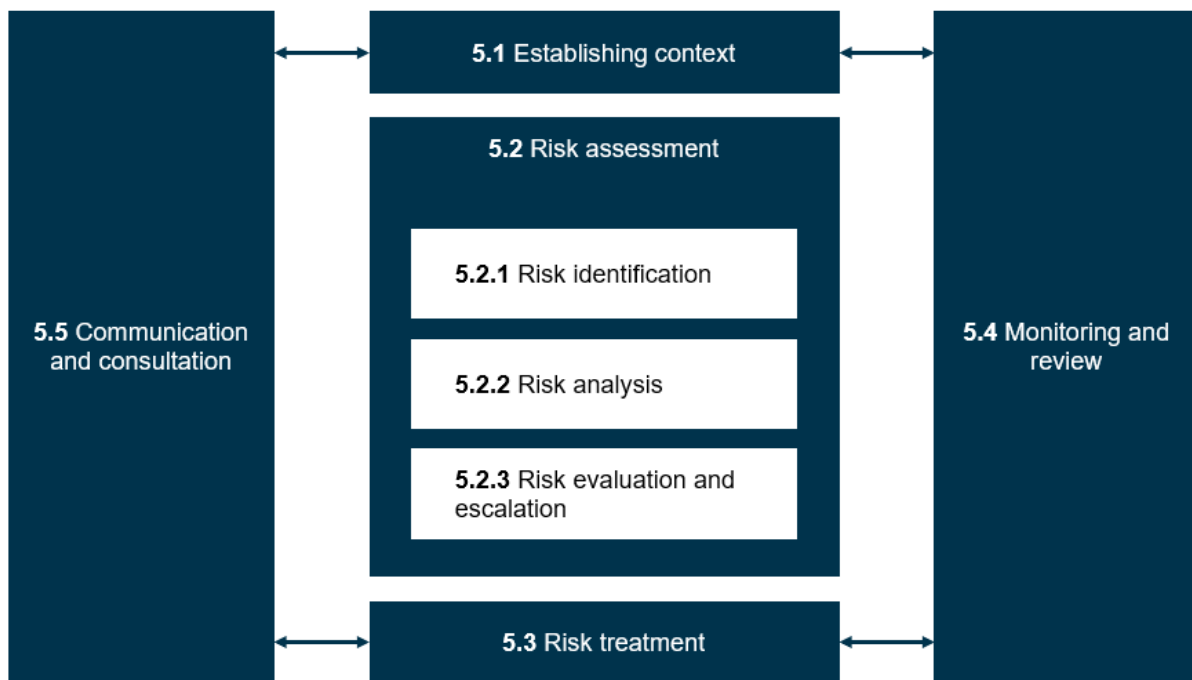 5.1 Establishing context
5.2 Risk assessment
5.2.1 Risk identification
5.2.2 Risk analysis
5.2.3 Risk evaluation and
escalation
5.3 Risk treatment
5.5 Communication
and consultation
5.4 Monitoring and
review